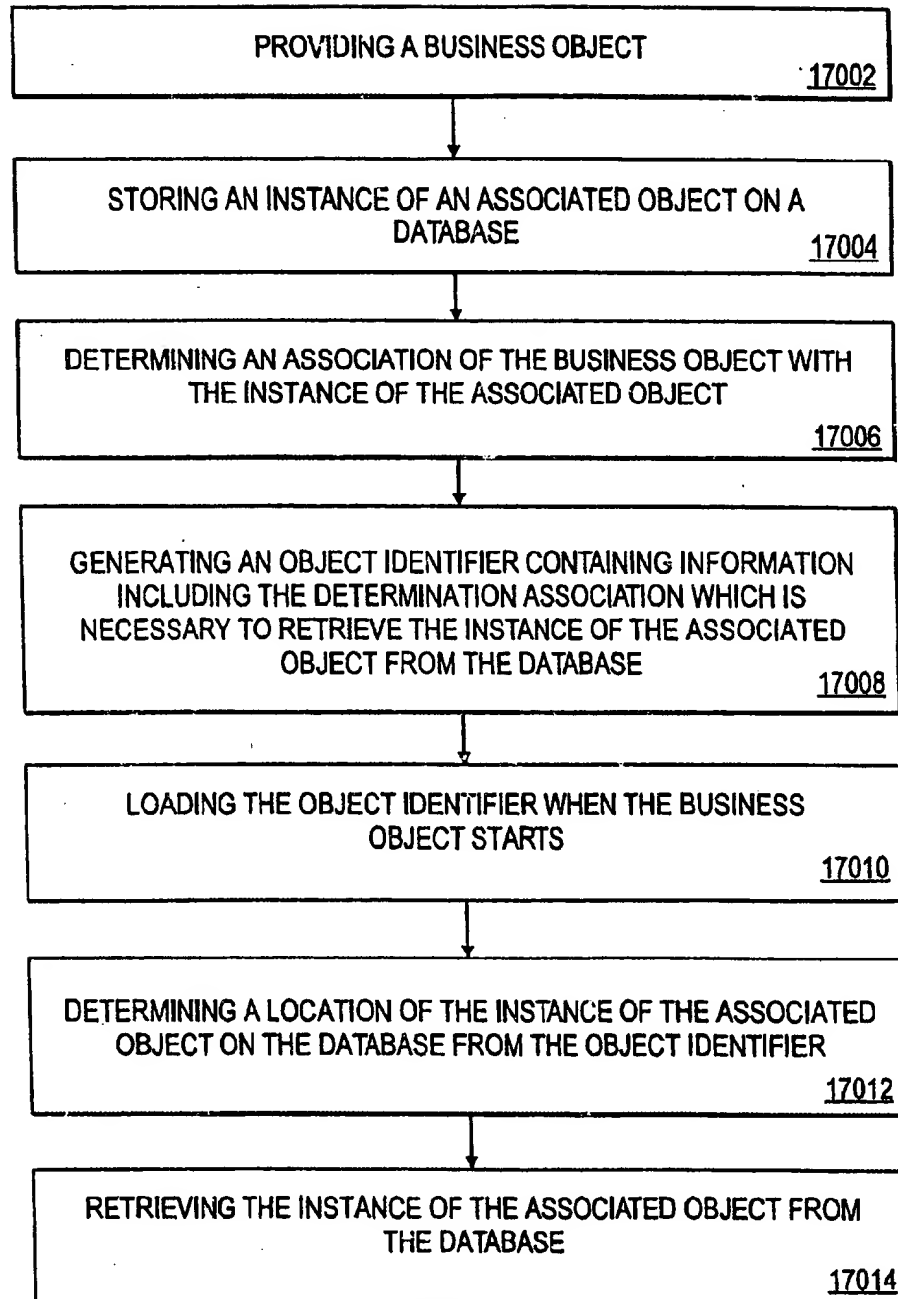 PROVIDING A BUSINESS OBJECT
17002
STORING AN INSTANCE OF AN ASSOCIATED OBJECT ON A
DATABASE
17004
DETERMINING AN ASSOCIATION OF THE BUSINESS OBJECT WITH
THE INSTANCE OF THE ASSOCIATED OBJECT
17006
GENERATING AN OBJECT IDENTIFIER CONTAINING INFORMATION
INCLUDING THE DETERMINATION ASSOCIATION WHICH IS
NECESSARY TO RETRIEVE THE INSTANCE OF THE ASSOCIATED
OBJECT FROM THE DATABASE
17008
LOADING THE OBJECT IDENTIFIER WHEN THE BUSINESS
OBJECT STARTS
17010
DETERMINING A LOCATION OF THE INSTANCE OF THE ASSOCIATED
OBJECT ON THE DATABASE FROM THE OBJECT IDENTIFIER
17012
RETRIEVING THE INSTANCE OF THE ASSOCIATED OBJECT FROM
THE DATABASE
17014